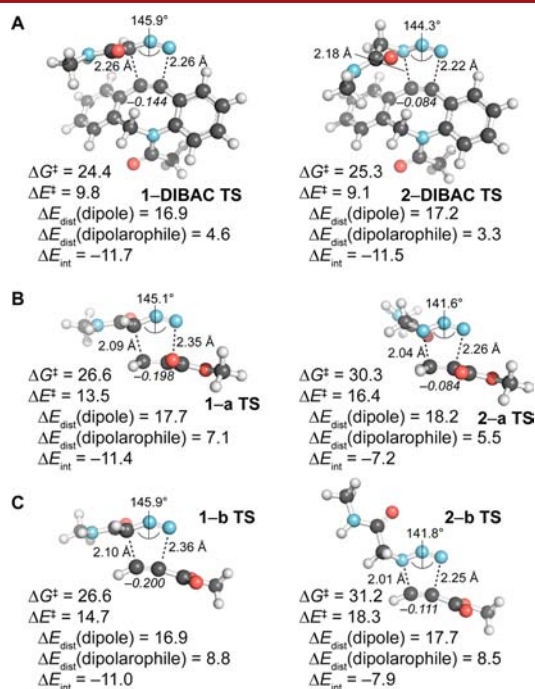 A
145.9°
2.26 Å
2.26 Å
−0.144
ΔG‡ = 24.4
ΔE‡ = 9.8
1–DIBAC TS
ΔEdist(dipole) = 16.9
ΔEdist(dipolarophile) = 4.6
ΔEint = −11.7
144.3°
2.18 Å
2.22 Å
−0.084
ΔG‡ = 25.3
ΔE‡ = 9.1
2–DIBAC TS
ΔEdist(dipole) = 17.2
ΔEdist(dipolarophile) = 3.3
ΔEint = −11.5
B
145.1°
2.09 Å
2.35 Å
−0.198
ΔG‡ = 26.6
ΔE‡ = 13.5
1–a TS
ΔEdist(dipole) = 17.7
ΔEdist(dipolarophile) = 7.1
ΔEint = −11.4
141.6°
2.04 Å
2.26 Å
−0.084
ΔG‡ = 30.3
ΔE‡ = 16.4
2–a TS
ΔEdist(dipole) = 18.2
ΔEdist(dipolarophile) = 5.5
ΔEint = −7.2
C
145.9°
1–b TS
2.10 Å
2.36 Å
−0.200
ΔG‡ = 26.6
ΔE‡ = 14.7
ΔEdist(dipole) = 16.9
ΔEdist(dipolarophile) = 8.8
ΔEint = −11.0
2–b TS
141.8°
2.01 Å
2.25 Å
−0.111
ΔG‡ = 31.2
ΔE‡ = 18.3
ΔEdist(dipole) = 17.7
ΔEdist(dipolarophile) = 8.5
ΔEint = −7.9